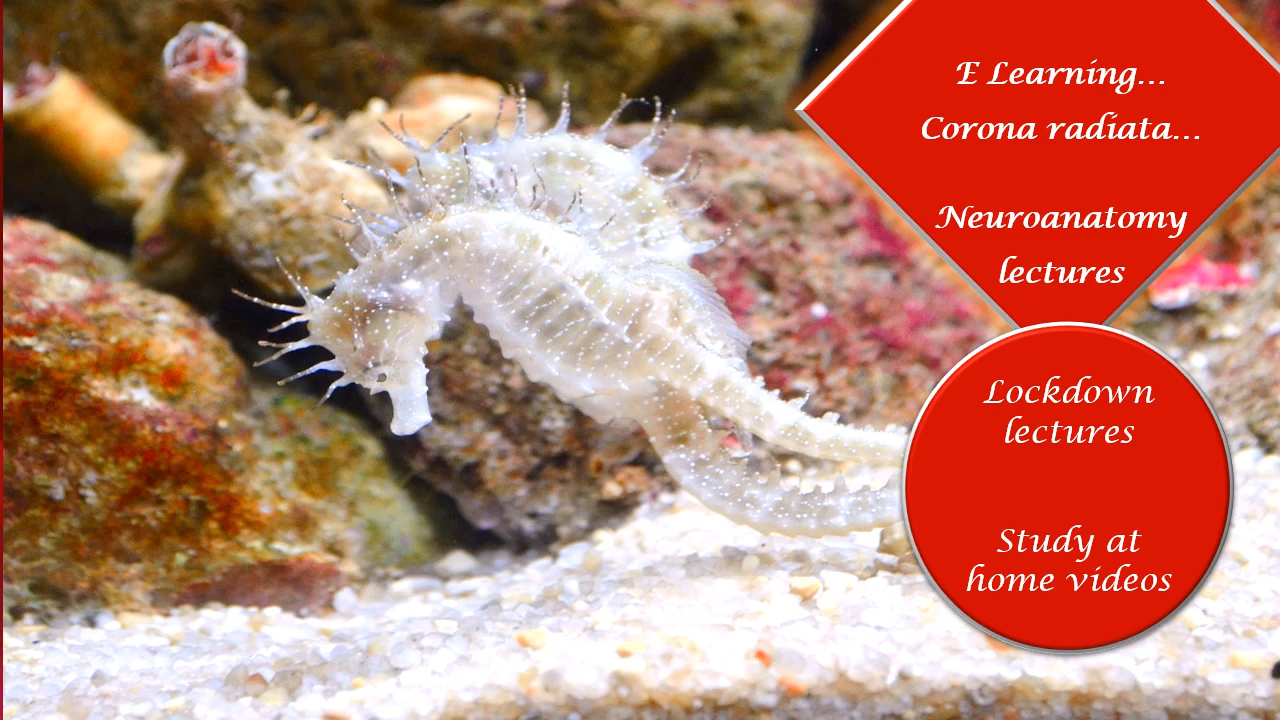 E Learning...
Corona radiata...
Neuroanatomy
lectures
Lockdown
lectures
Study at
home videos